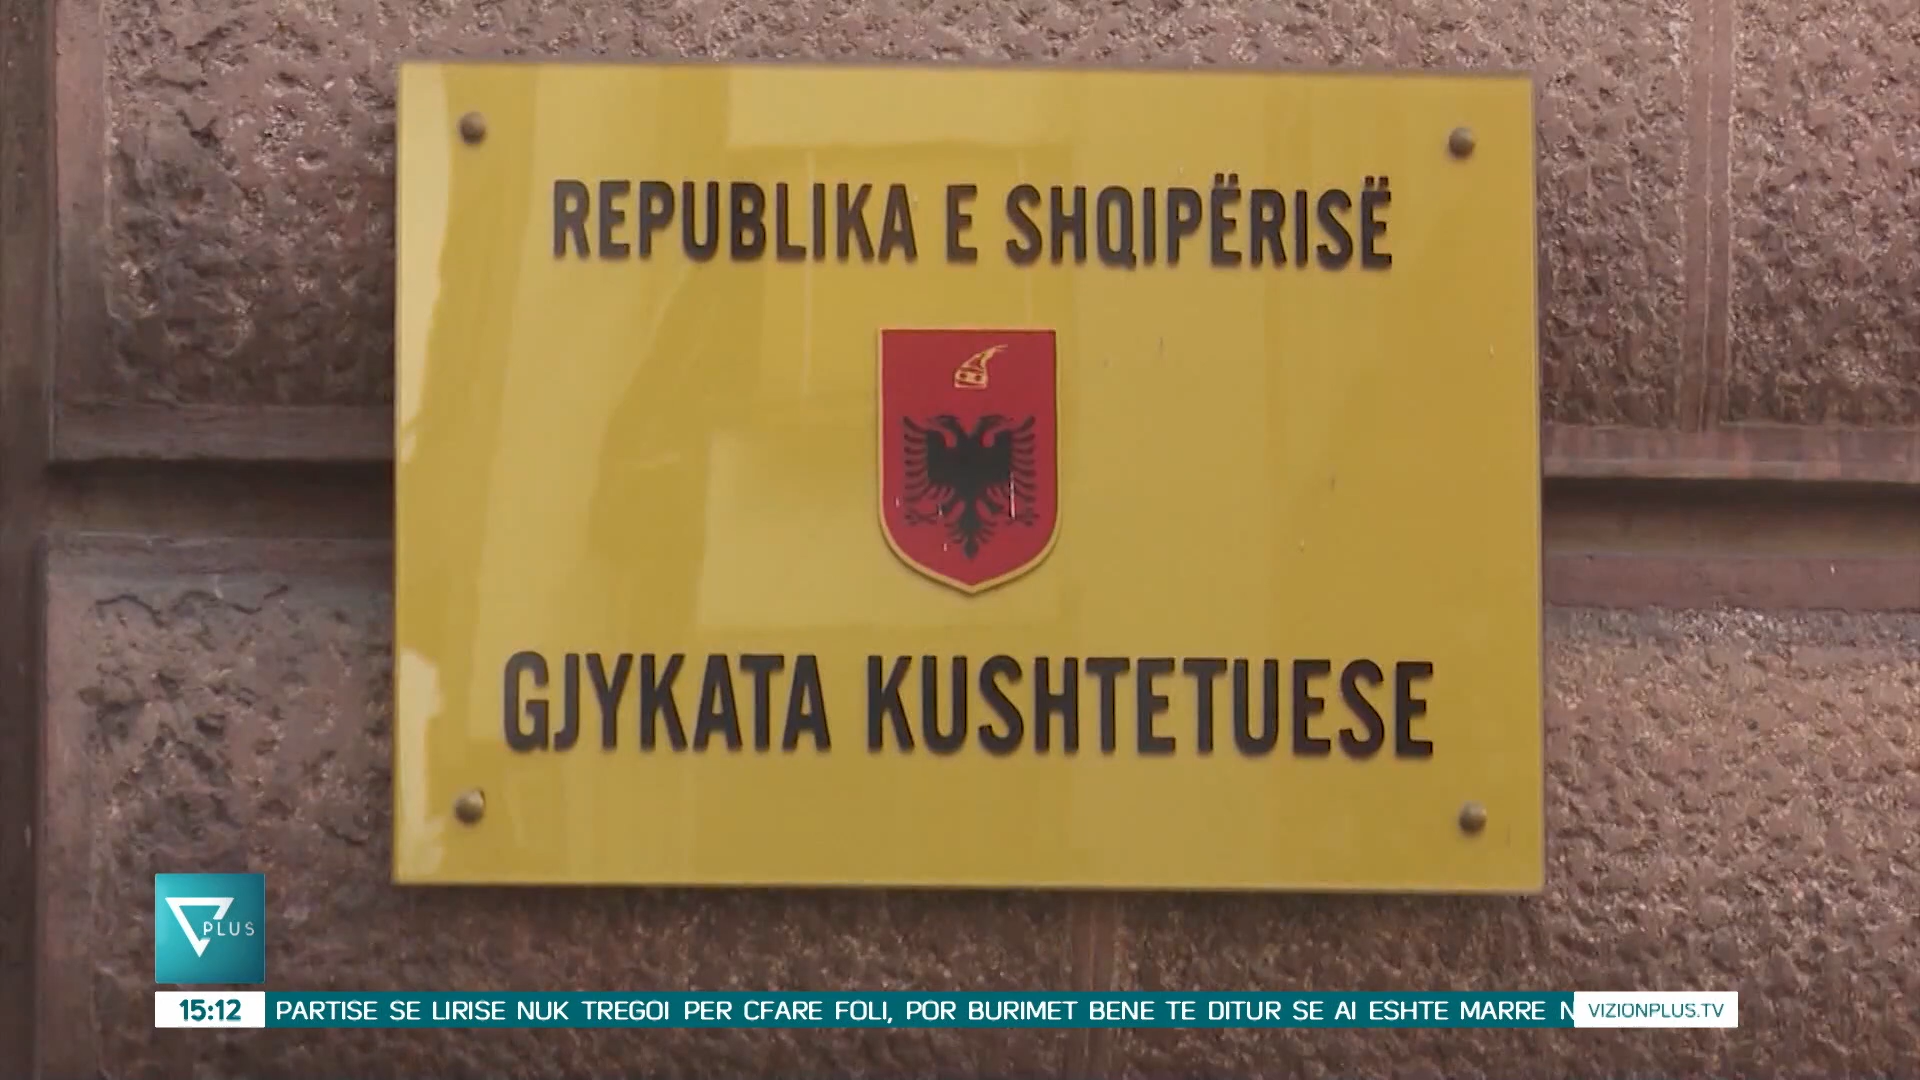 REPUBLIKA E SHQIPËRISË
GJYKATA KUSHTETUESE
PLUS
15:12 PARTISE SE LIRISE NUK TREGOI PER CFARE FOLI, POR BURIMET BENE TE DITUR SE AI ESHTE MARRE VIZIONPLUS.TV